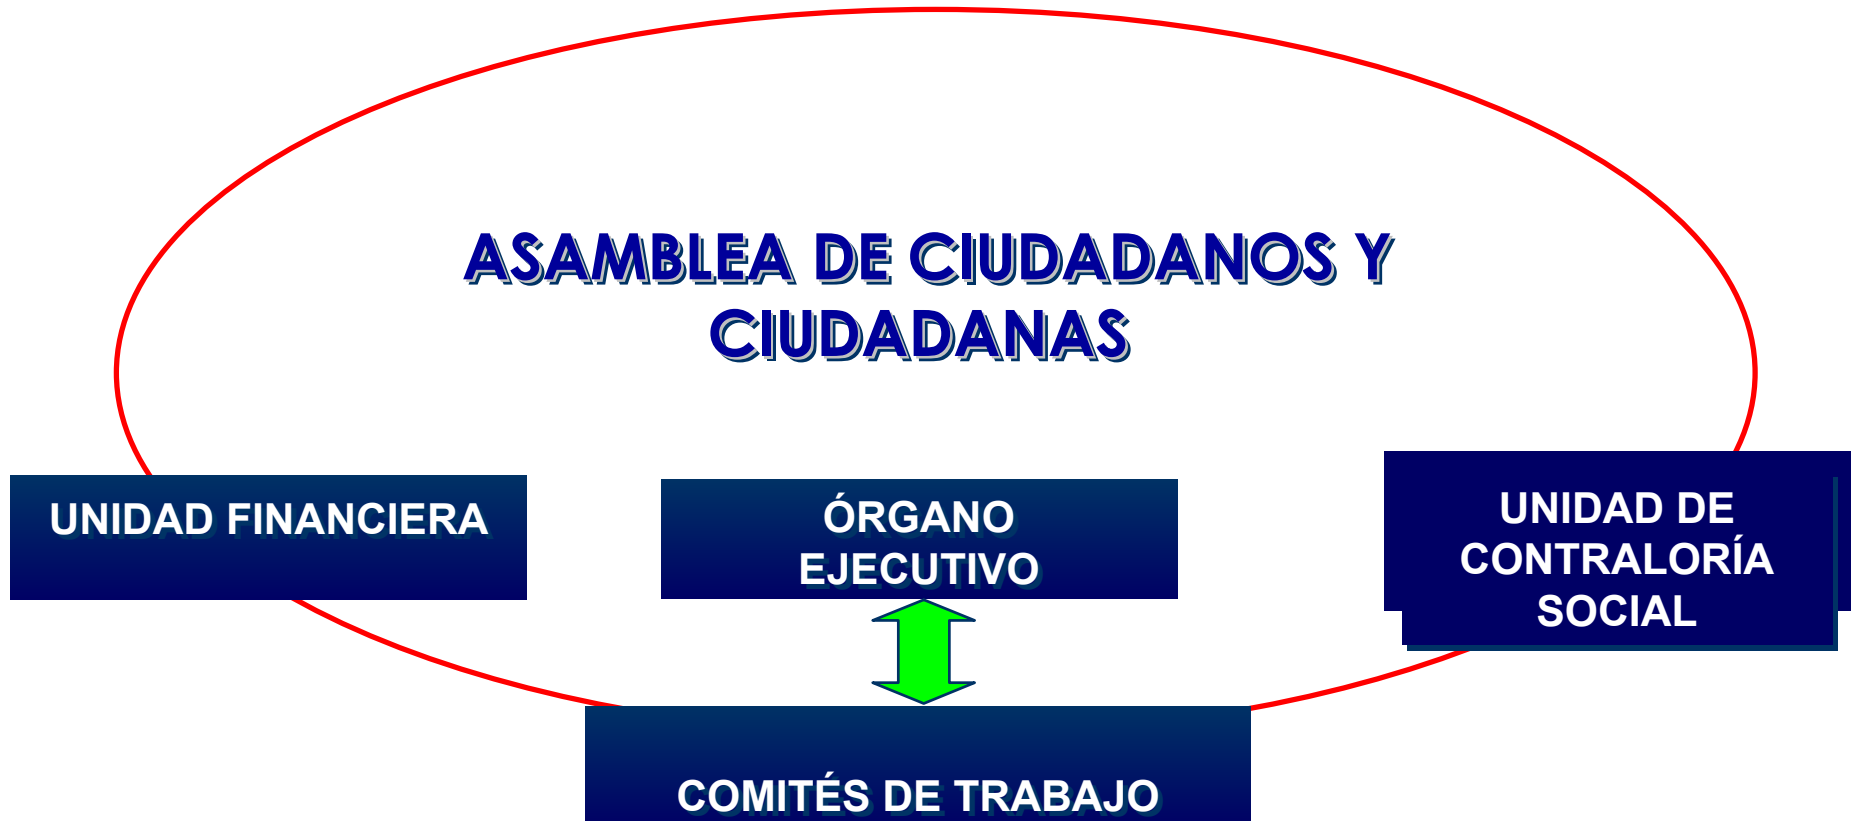 ASAMBLEA DE CIUDADANOS Y
CIUDADANAS
UNIDAD FINANCIERA
ÓRGANO
EJECUTIVO
UNIDAD DE
CONTRALORÍA
SOCIAL
COMITÉS DE TRABAJO